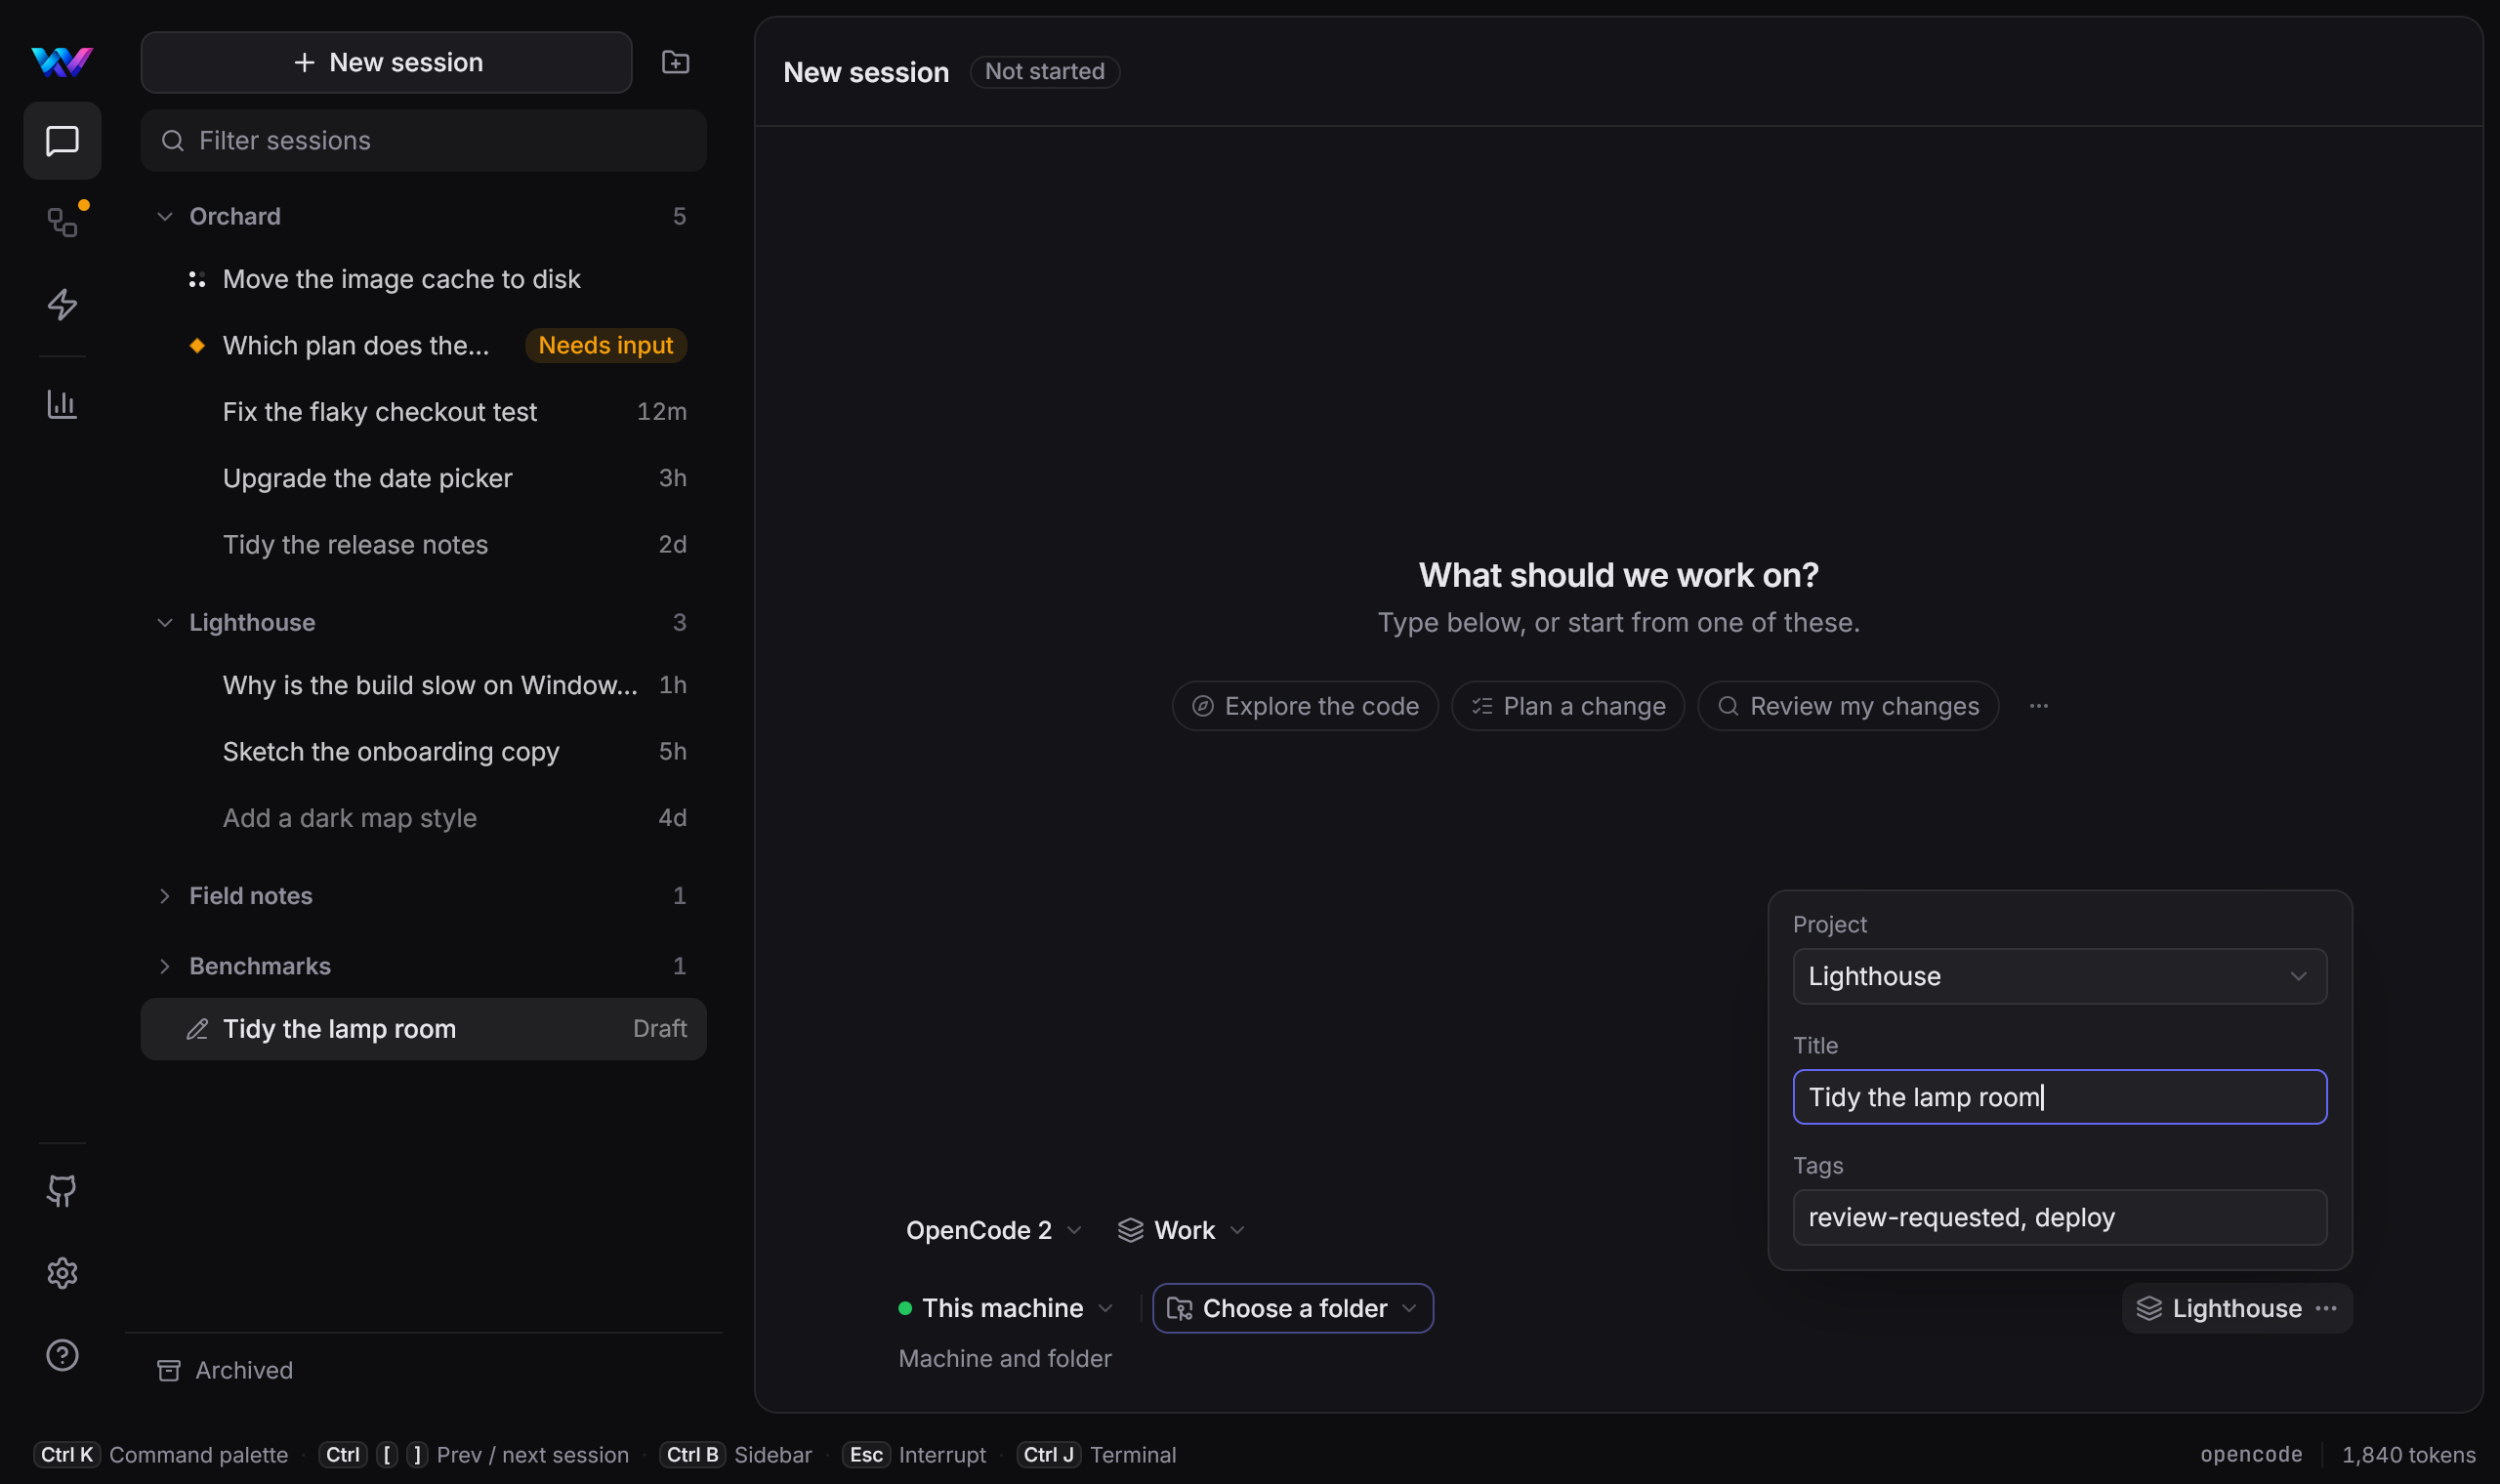 New session
Filter sessions
Orchard 5
Move the image cache to disk
Which plan does the... Needs input
Fix the flaky checkout test 12m
Upgrade the date picker 3h
Tidy the release notes 2d
Lighthouse 3
Why is the build slow on Window... 1h
Sketch the onboarding copy 5h
Add a dark map style 4d
Field notes 1
Benchmarks 1
Tidy the lamp room Draft
Archived
New session Not started
What should we work on?
Type below, or start from one of these.
Explore the code Plan a change Review my changes ...
Project
Lighthouse
Title
Tidy the lamp room
Tags
review-requested, deploy
OpenCode 2 Work
This machine Choose a folder Lighthouse ...
Machine and folder
Ctrl K Command palette · Ctrl [ ] Prev / next session · Ctrl B Sidebar · Esc Interrupt · Ctrl J Terminal opencode 1,840 tokens